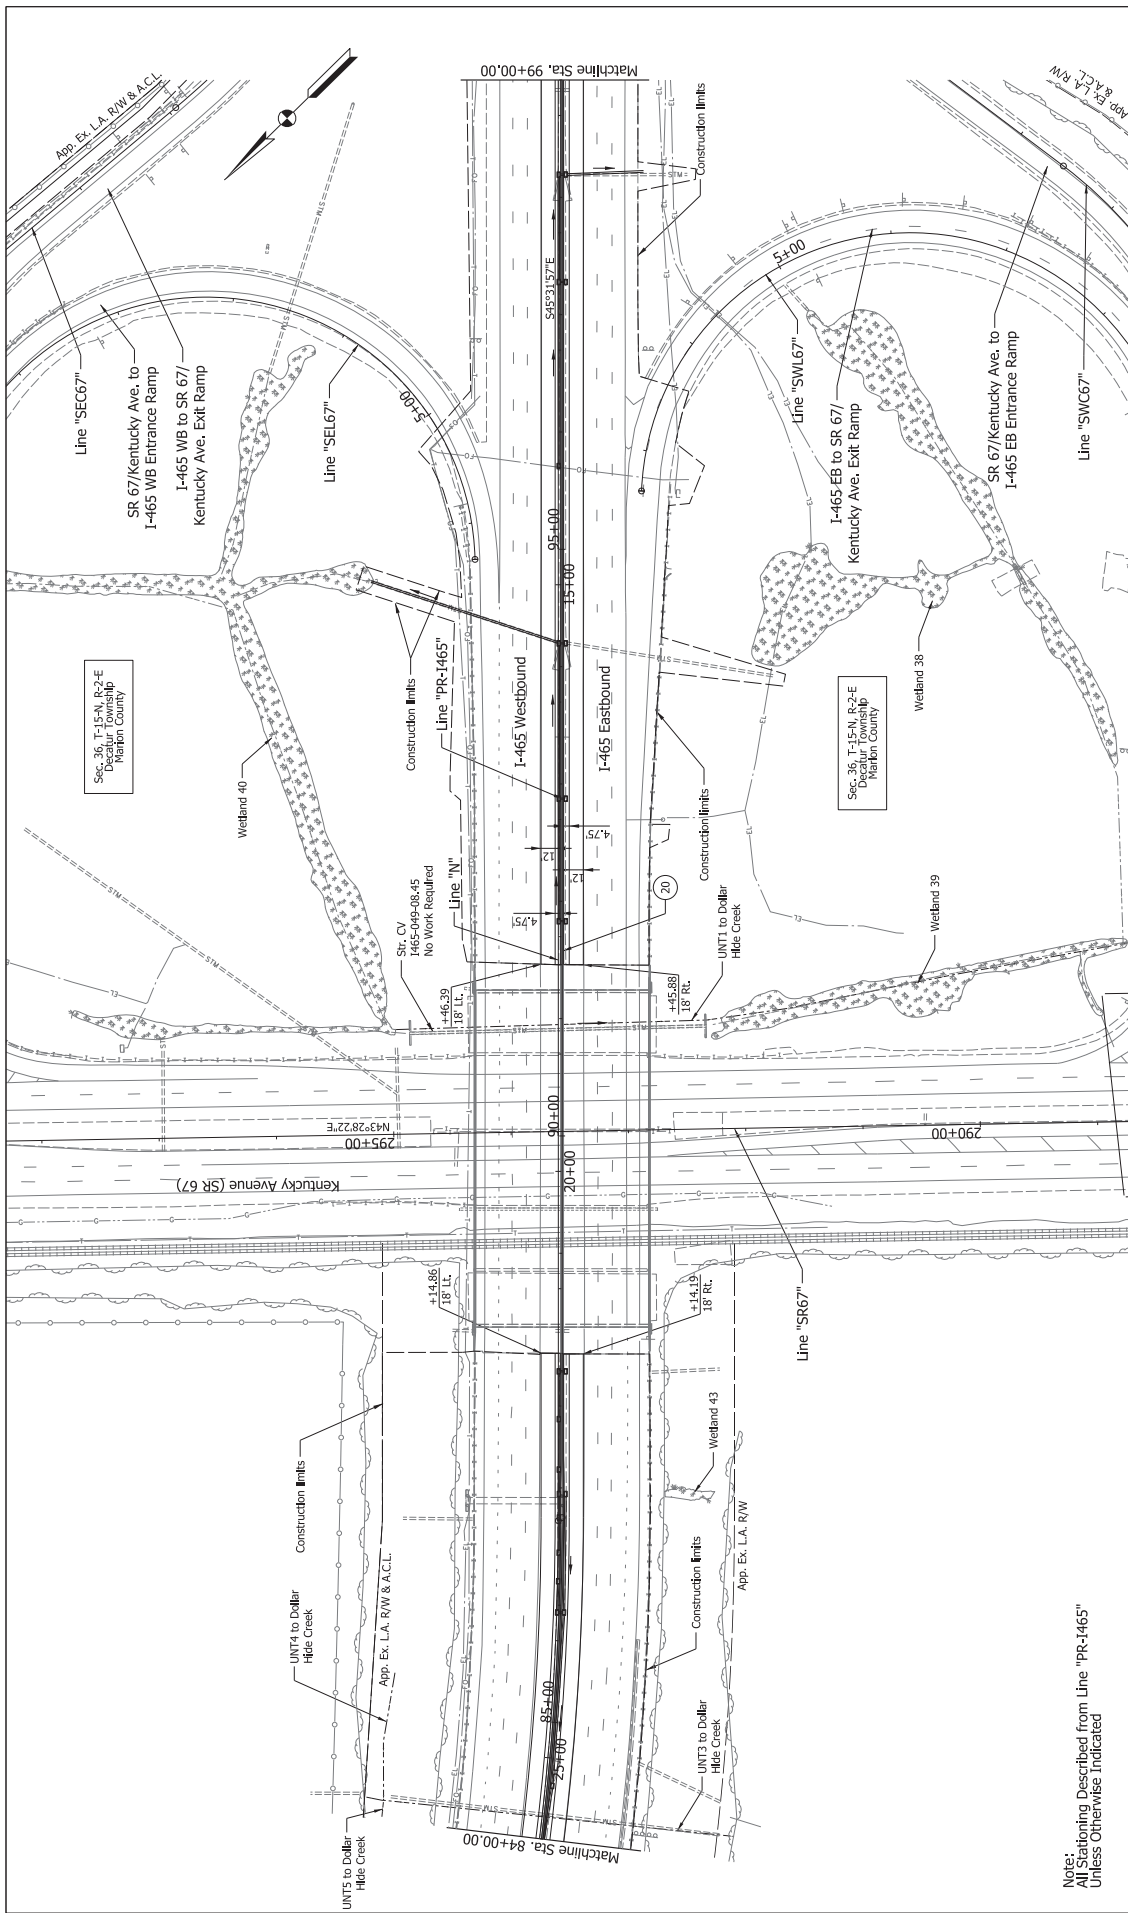 App. Ex. L.A. R/W & A.C.L.
Matchline Sta. 99+00.00
App. Ex. L.A. R/W
& A.C.L.
Construction limits
S45°31'57"E
5+00
Line "SEC67"
SR 67/Kentucky Ave. to
I-465 WB Entrance Ramp
I-465 WB to SR 67/
Kentucky Ave. Exit Ramp
Line "SEL67"
5+00
Line "SWL67"
I-465 EB to SR 67/
Kentucky Ave. Exit Ramp
SR 67/Kentucky Ave. to
I-465 EB Entrance Ramp
Line "SWC67"
95+00
15+00
Sec. 36, T-15-N, R-2-E
Decatur Township
Marion County
Wetland 40
Construction limits
Line "PR-I465"
I-465 Westbound
I-465 Eastbound
Wetland 38
Sec. 36, T-15-N, R-2-E
Decatur Township
Marion County
4.75'
12'
12'
4.75'
Construction limits
Line "N"
20
Str. CV
I465-049-08.45
No Work Required
UNT1 to Dollar
Hide Creek
Wetland 39
+46.39
18' Lt.
+45.88
18' Rt.
STM
EL
N43°28'22"E
295+00
90+00
290+00
Kentucky Avenue (SR 67)
20+00
+14.86
18' Lt.
+14.19
18' Rt.
Line "SR67"
Construction limits
Wetland 43
UNT4 to Dollar
Hide Creek
App. Ex. L.A. R/W & A.C.L.
App. Ex. L.A. R/W
Construction limits
85+00
25+00
UNT3 to Dollar
Hide Creek
UNT5 to Dollar
Hide Creek
Matchline Sta. 84+00.00
Note:
All Stationing Described from Line "PR-I465"
Unless Otherwise Indicated